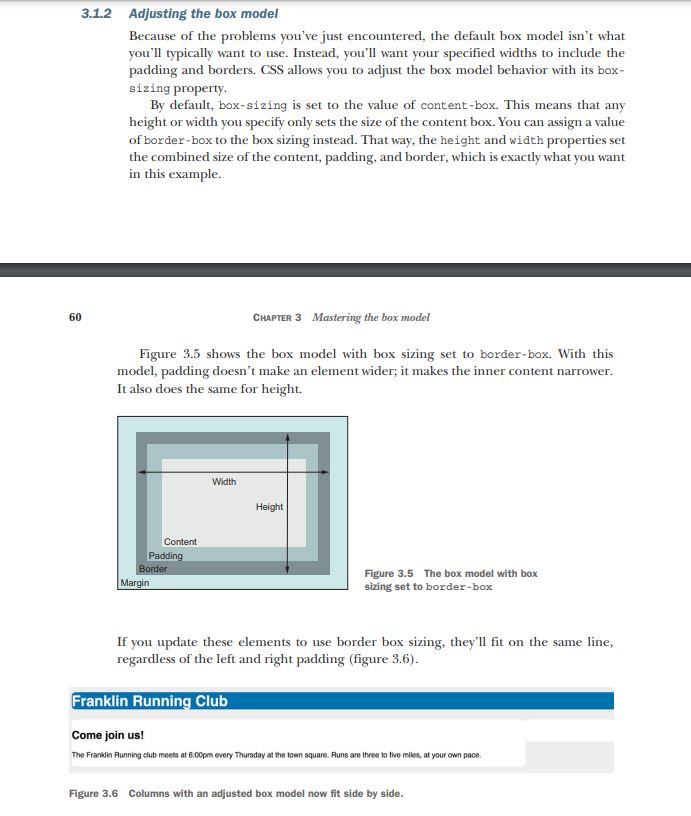 3.1.2 Adjusting the box model
Because of the problems you've just encountered, the default box model isn't what
you'll typically want to use. Instead, you'll want your specified widths to include the
padding and borders. CSS allows you to adjust the box model behavior with its box-
sizing property.
By default, box-sizing is set to the value of content-box. This means that any
height or width you specify only sets the size of the content box. You can assign a value
of border-box to the box sizing instead. That way, the height and width properties set
the combined size of the content, padding, and border, which is exactly what you want
in this example.
60 CHAPTER 3 Mastering the box model
Figure 3.5 shows the box model with box sizing set to border-box. With this
model, padding doesn't make an element wider; it makes the inner content narrower.
It also does the same for height.
Width
Height
Content
Padding
Border
Margin
Figure 3.5 The box model with box
sizing set to border-box
If you update these elements to use border box sizing, they'll fit on the same line,
regardless of the left and right padding (figure 3.6).
Franklin Running Club
Come join us!
The Franklin Running club meets at 6:00pm every Thursday at the town square. Runs are three to five miles, at your own pace.
Figure 3.6 Columns with an adjusted box model now fit side by side.